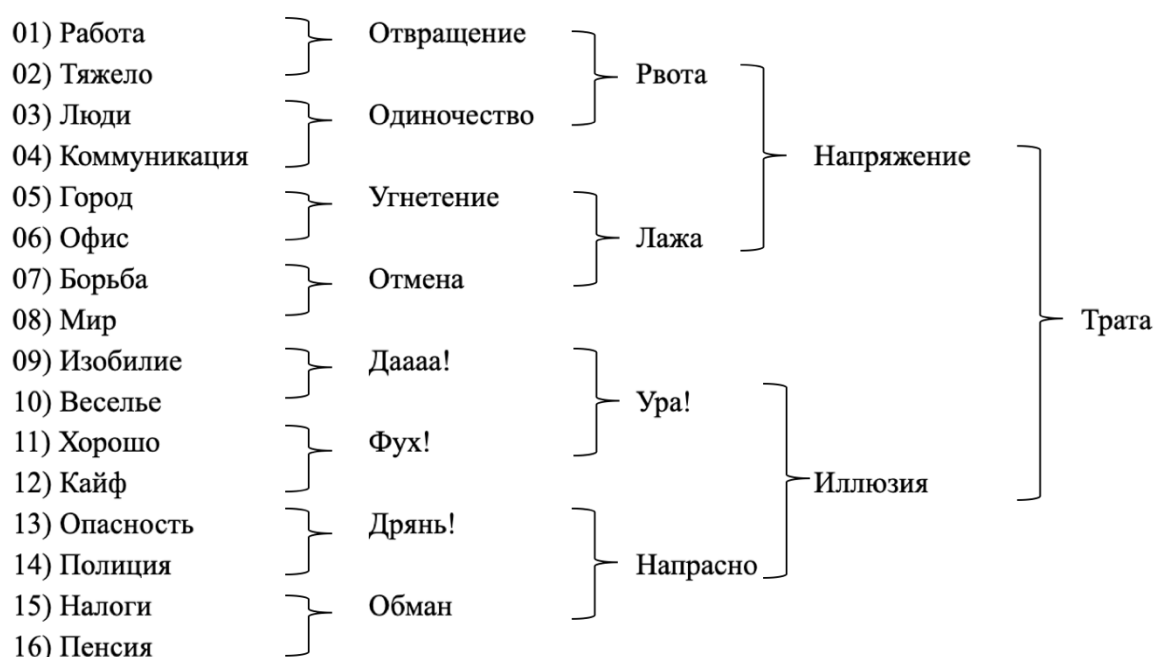 01) Работа
Отвращение
02) Тяжело
Рвота
03) Люди
Одиночество
04) Коммуникация
Напряжение
05) Город
Угнетение
06) Офис
Лажа
07) Борьба
Отмена
08) Мир
Трата
09) Изобилие
Даааа!
10) Веселье
Ура!
11) Хорошо
Фух!
12) Кайф
Иллюзия
13) Опасность
Дрянь!
14) Полиция
Напрасно
15) Налоги
Обман
16) Пенсия